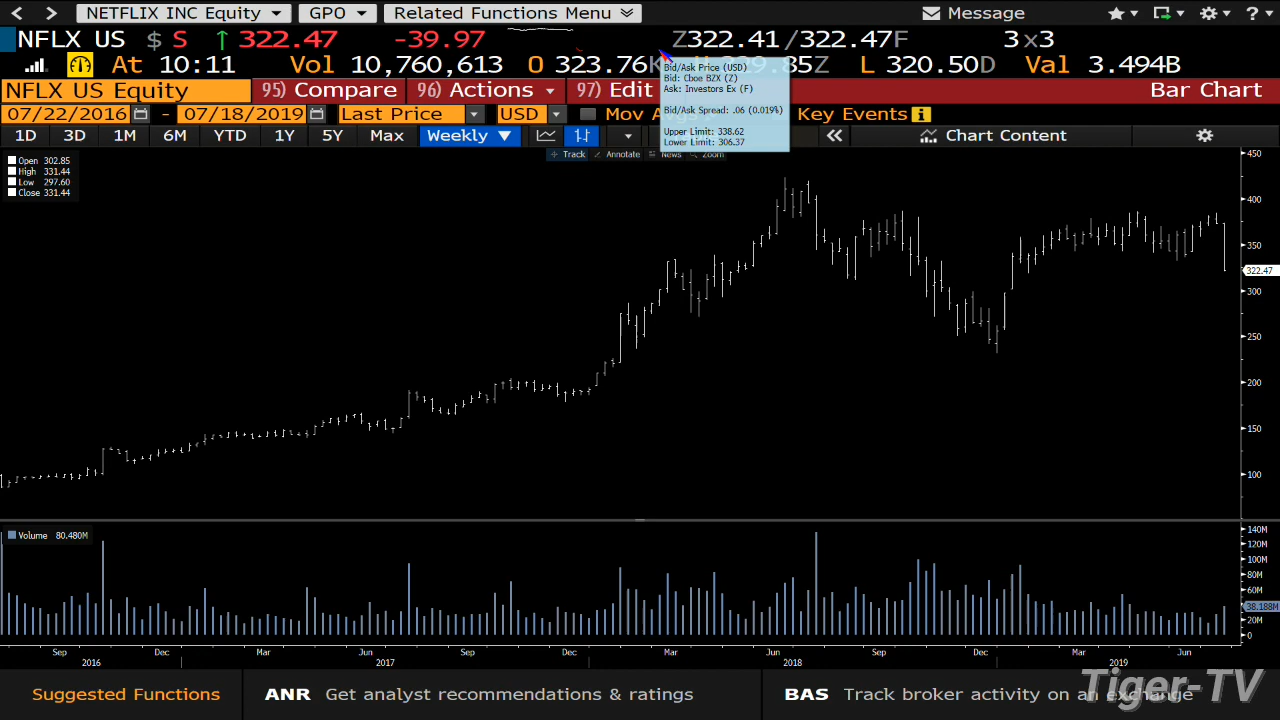 NETFLIX INC Equity GPO Related Functions Menu Message ?
NFLX US $ S ↑ 322.47 -39.97 Z322.41/322.47F 3x3
At 10:11 Vol 10,760,613 O 323.76K 29.85Z L 320.50D Val 3.494B
Bid/Ask Price (USD)
Bid: Cboe BZX (Z)
Ask: Investors Ex (F)
Bid/Ask Spread: .06 (0.019%)
Upper Limit: 338.62
Lower Limit: 306.37
NFLX US Equity 95) Compare 96) Actions 97) Edit Bar Chart
07/22/2016 - 07/18/2019 Last Price USD Mov Key Events i
1D 3D 1M 6M YTD 1Y 5Y Max Weekly Chart Content
Track Annotate News Zoom
Open 302.85
High 331.44
Low 297.60
Close 331.44
450
400
350
322.47
300
250
200
150
100
Volume 80.480M
140M
120M
100M
80M
60M
38.188M
20M
0
Sep Dec Mar Jun Sep Dec Mar Jun Sep Dec Mar Jun
2016 2017 2018 2019
Suggested Functions ANR Get analyst recommendations & ratings BAS Track broker activity on an exchange
Tiger-TV